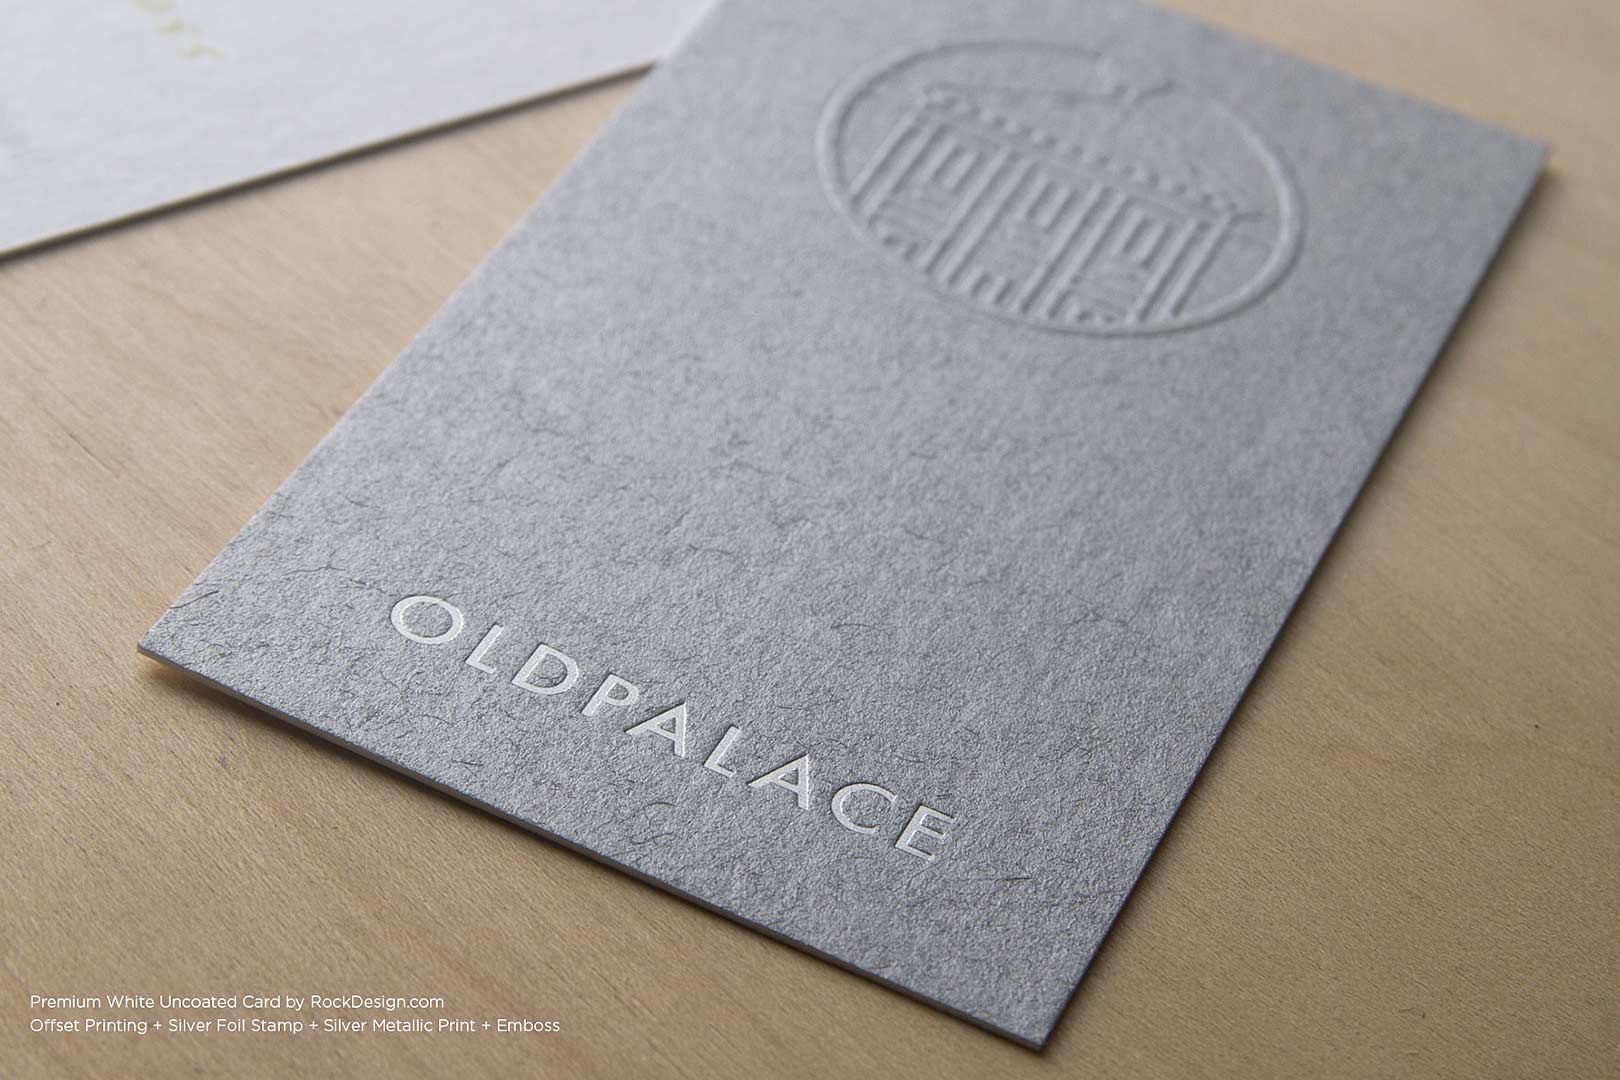 OLDPALACE
Premium White Uncoated Card by RockDesign.com
Offset Printing + Silver Foil Stamp + Silver Metallic Print + Emboss